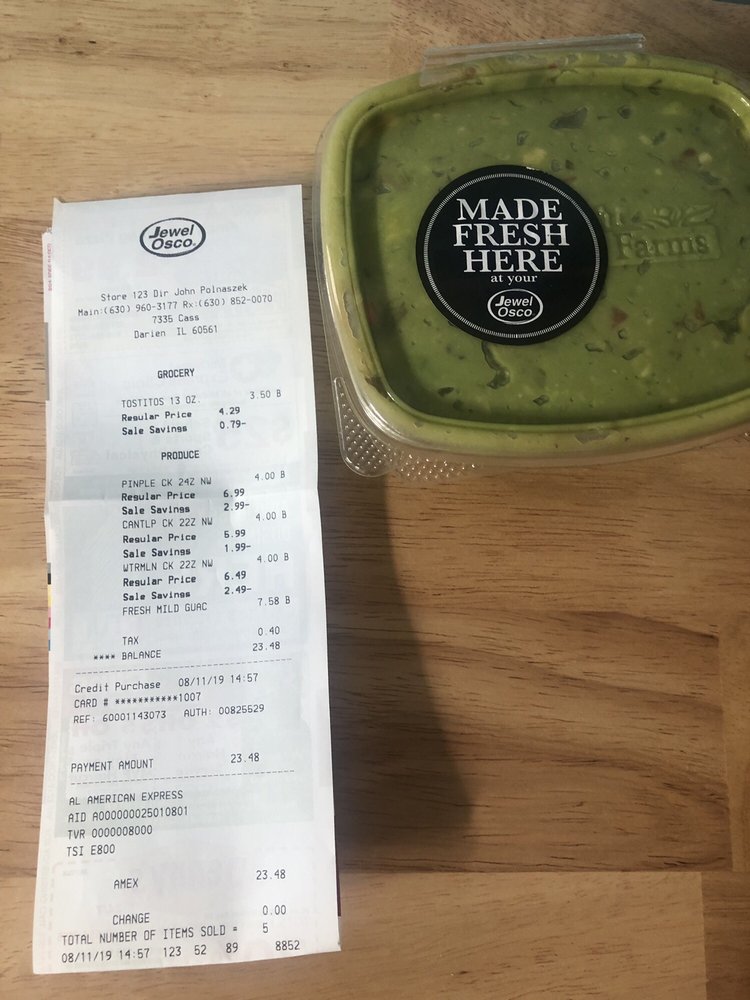 Jewel
Osco
Store 123 Dir John Polnaszek
Main:(630) 960-3177 Rx:(630) 852-0070
7335 Cass
Darien IL 60561
GROCERY
TOSTITOS 13 OZ. 3.50 B
Regular Price 4.29
Sale Savings 0.79-
PRODUCE
PINPLE CK 24Z NW 4.00 B
Regular Price 6.99
Sale Savings 2.99-
CANTLP CK 22Z NW 4.00 B
Regular Price 5.99
Sale Savings 1.99-
WTRMLN CK 22Z NW 4.00 B
Regular Price 6.49
Sale Savings 2.49-
FRESH MILD GUAC 7.58 B
TAX 0.40
**** BALANCE 23.48
Credit Purchase 08/11/19 14:57
CARD # ***********1007
REF: 60001143073 AUTH: 00825529
PAYMENT AMOUNT 23.48
AL AMERICAN EXPRESS
AID A000000025010801
TVR 0000008000
TSI E800
AMEX 23.48
CHANGE 0.00
TOTAL NUMBER OF ITEMS SOLD = 5
08/11/19 14:57 123 52 89 8852
MADE
FRESH
HERE
at your
Jewel
Osco
Farms